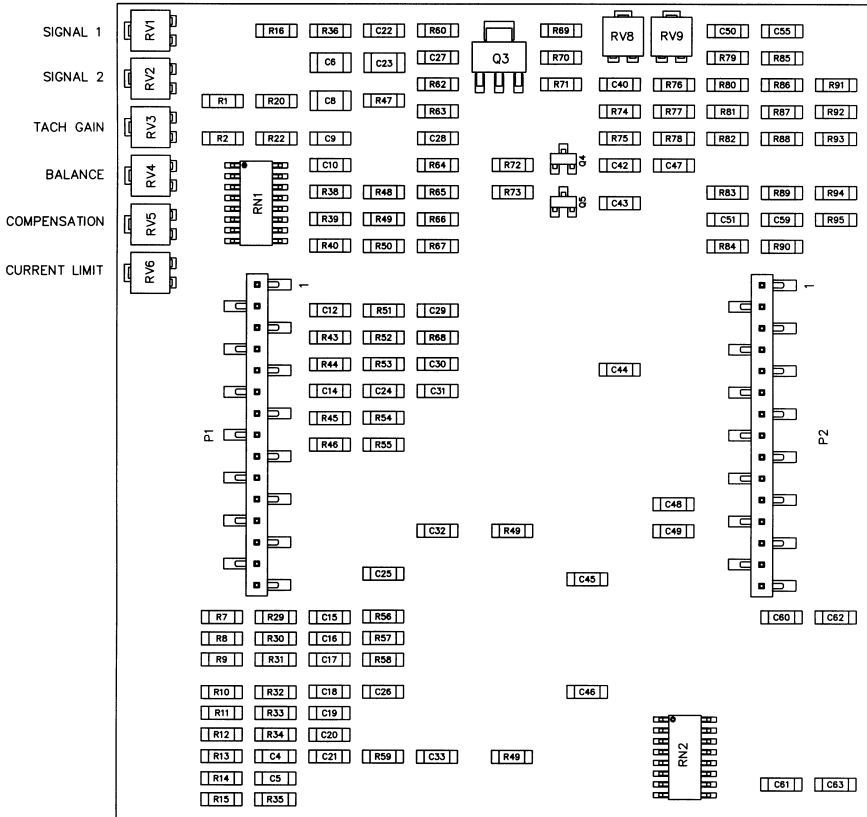 SIGNAL 1 RV1 R16 R36 C22 R60 R69 C50 C55
C6 C23 C27 Q3 R70 RV8 RV9 R79 R85
SIGNAL 2 RV2 R62 R71 C40 R76 R80 R86 R91
R1 R20 C8 R47 R63 R74 R77 R81 R87 R92
TACH GAIN RV3
R2 R22 C9 C28 R75 R78 R82 R88 R93
BALANCE RV4 C10 R64 R72 Q4 C42 C47
RN1 R38 R48 R65 R73 Q5 C43 R83 R89 R94
COMPENSATION RV5 R39 R49 R66 C51 C59 R95
R40 R50 R67 R84 R90
CURRENT LIMIT RV6
1 1
C12 R51 C29
R43 R52 R68
R44 R53 C30 C44
C14 C24 C31
R45 R54
P1 P2
R46 R55
C48
C32 R49 C49
C25 C45
R7 R29 C15 R56 C60 C62
R8 R30 C16 R57
R9 R31 C17 R58
R10 R32 C18 C26 C46
R11 R33 C19
R12 R34 C20
R13 C4 C21 R59 C33 R49 RN2
R14 C5 C61 C63
R15 R35